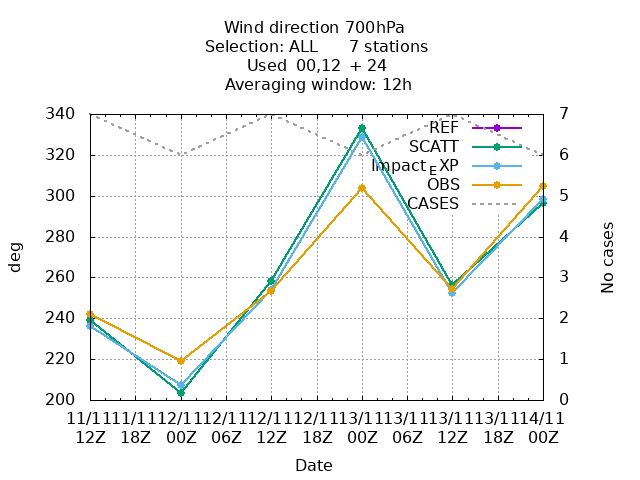 Wind direction 700hPa
Selection: ALL 7 stations
Used 00,12 + 24
Averaging window: 12h
340 7
REF
SCATT
320 6
Impact_EXP
OBS
300 5
CASES
280 4
deg
No cases
260 3
240 2
220 1
200 0
11/11 11/11 12/11 12/11 12/11 12/11 13/11 13/11 13/11 13/11 14/11
12Z 18Z 00Z 06Z 12Z 18Z 00Z 06Z 12Z 18Z 00Z
Date